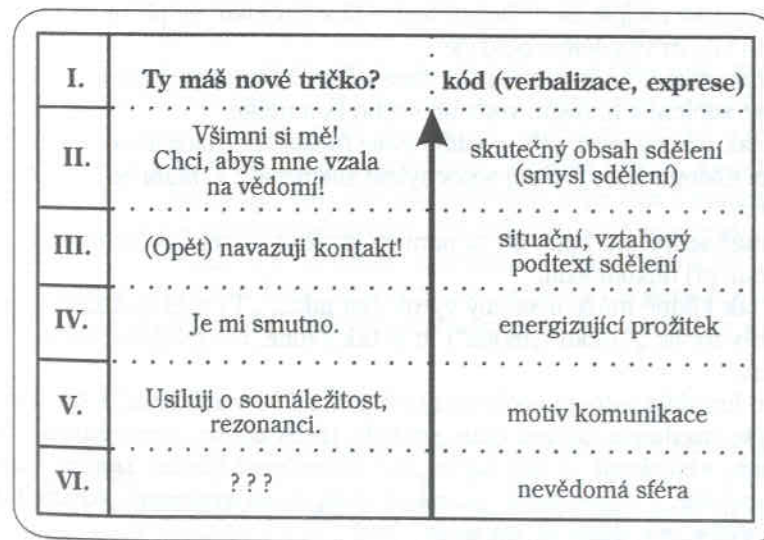 I.
Ty máš nové tričko?
kód (verbalizace, exprese)
II.
Všimni si mě!
Chci, abys mne vzala
na vědomí!
skutečný obsah sdělení
(smysl sdělení)
III.
(Opět) navazuji kontakt!
situační, vztahový
podtext sdělení
IV.
Je mi smutno.
energizující prožitek
V.
Usiluji o sounáležitost,
rezonanci.
motiv komunikace
VI.
? ? ?
nevědomá sféra